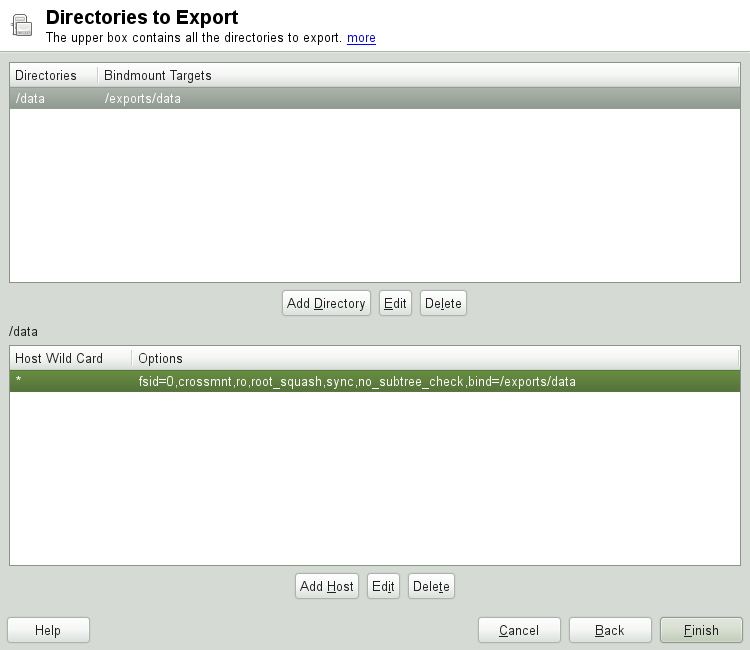 Directories to Export
The upper box contains all the directories to export. more
Directories Bindmount Targets
/data /exports/data
Add Directory Edit Delete
/data
Host Wild Card Options
* fsid=0,crossmnt,ro,root_squash,sync,no_subtree_check,bind=/exports/data
Add Host Edit Delete
Help Cancel Back Finish